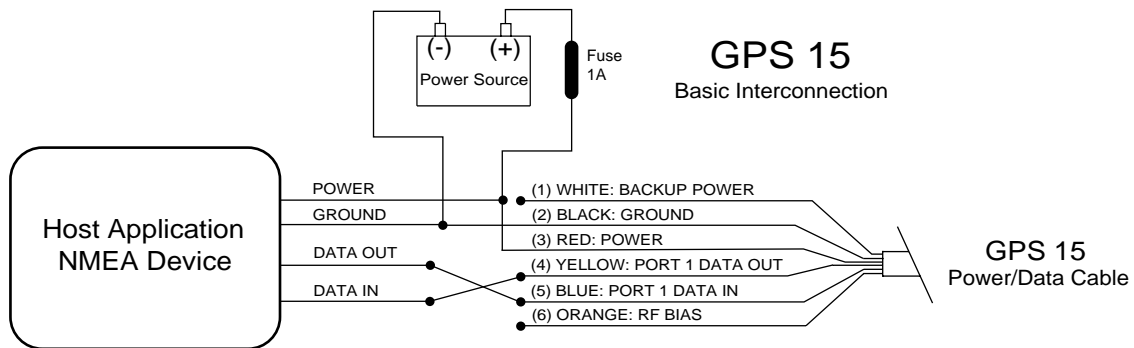 (-) (+)
Power Source
Fuse
1A
GPS 15
Basic Interconnection
Host Application
NMEA Device
POWER
GROUND
DATA OUT
DATA IN
(1) WHITE: BACKUP POWER
(2) BLACK: GROUND
(3) RED: POWER
(4) YELLOW: PORT 1 DATA OUT
(5) BLUE: PORT 1 DATA IN
(6) ORANGE: RF BIAS
GPS 15
Power/Data Cable